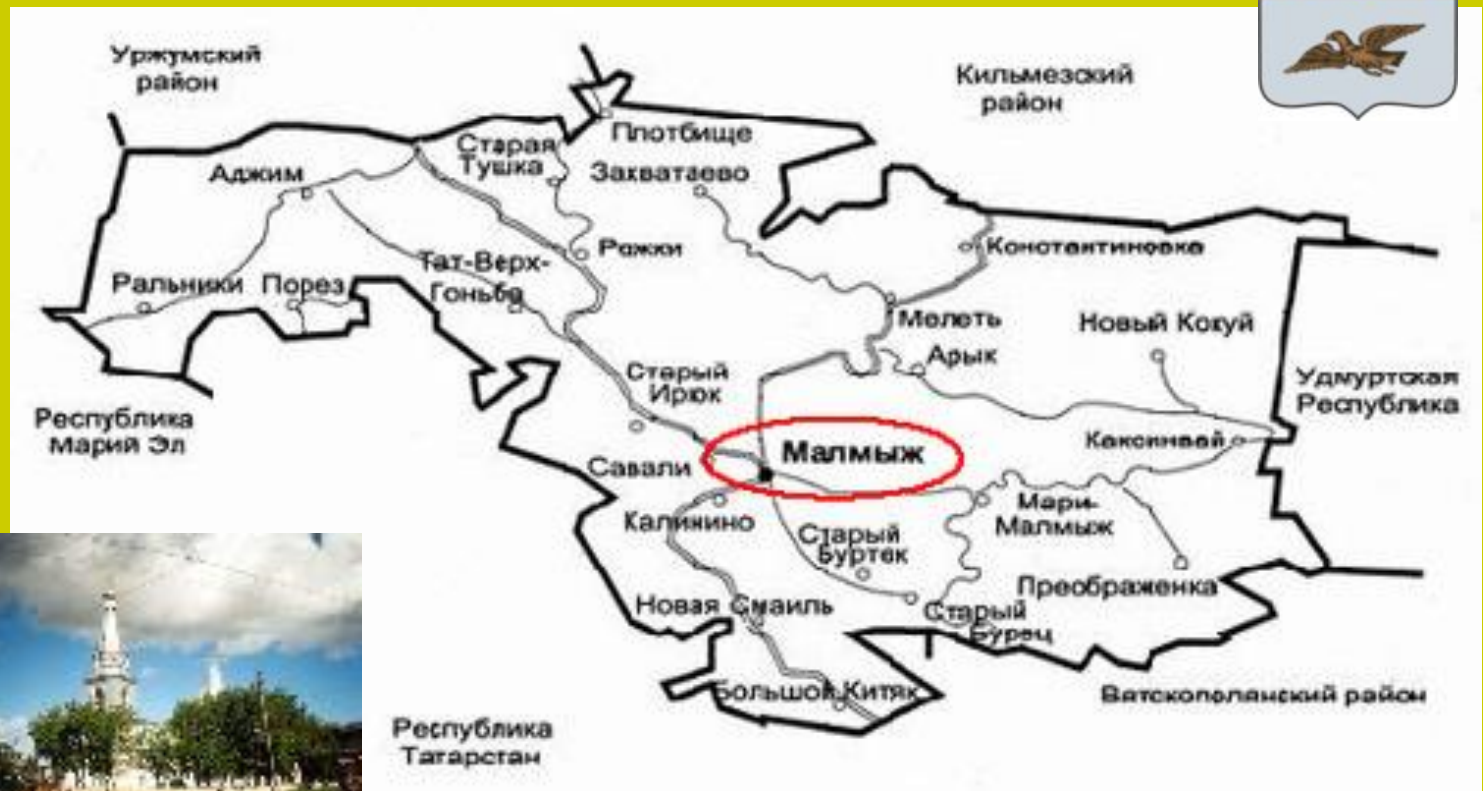 Уржумский
район
Кильмезский
район
Плотбище
Старая
Тушка
Захватаево
Аджим
Константиновка
Рожки
Тат-Верх-
Гоньба
Ральники
Порез
Мелеть
Новый Кокуй
Арык
Старый
Ирюк
Удмуртская
Республика
Республика
Марий Эл
Каксинвай
Малмыж
Савали
Калинино
Мари-
Малмыж
Старый
Буртек
Преображенка
Новая Смаиль
Старый
Бурец
Большой Китяк
Вятскополянский район
Республика
Татарстан